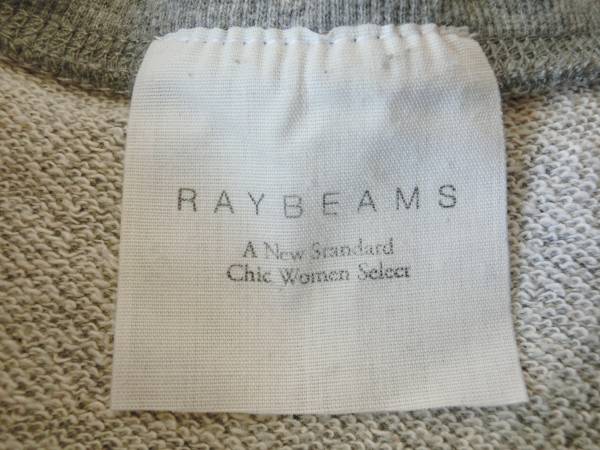 RAYBEAMS
A New Standard
Chic Women Select